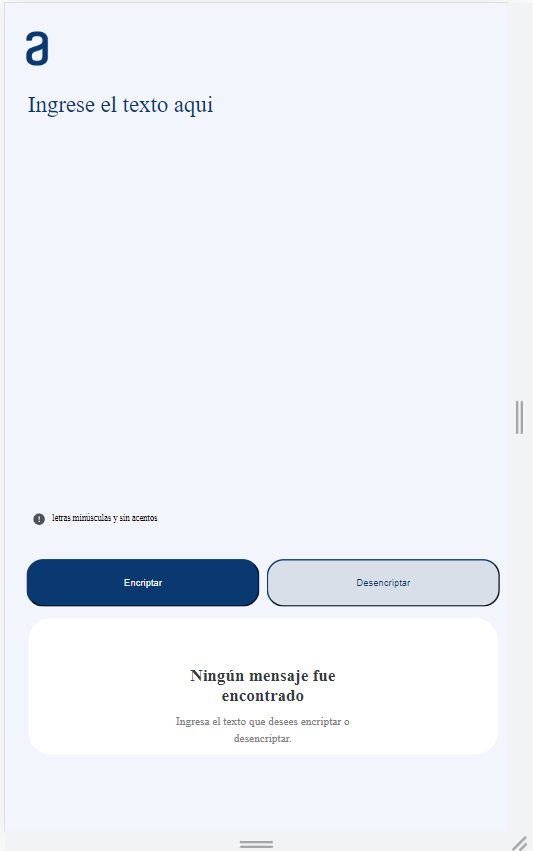 a
Ingrese el texto aqui
letras minúsculas y sin acentos
Encriptar
Desencriptar
Ningún mensaje fue
encontrado
Ingresa el texto que desees encriptar o
desencriptar.